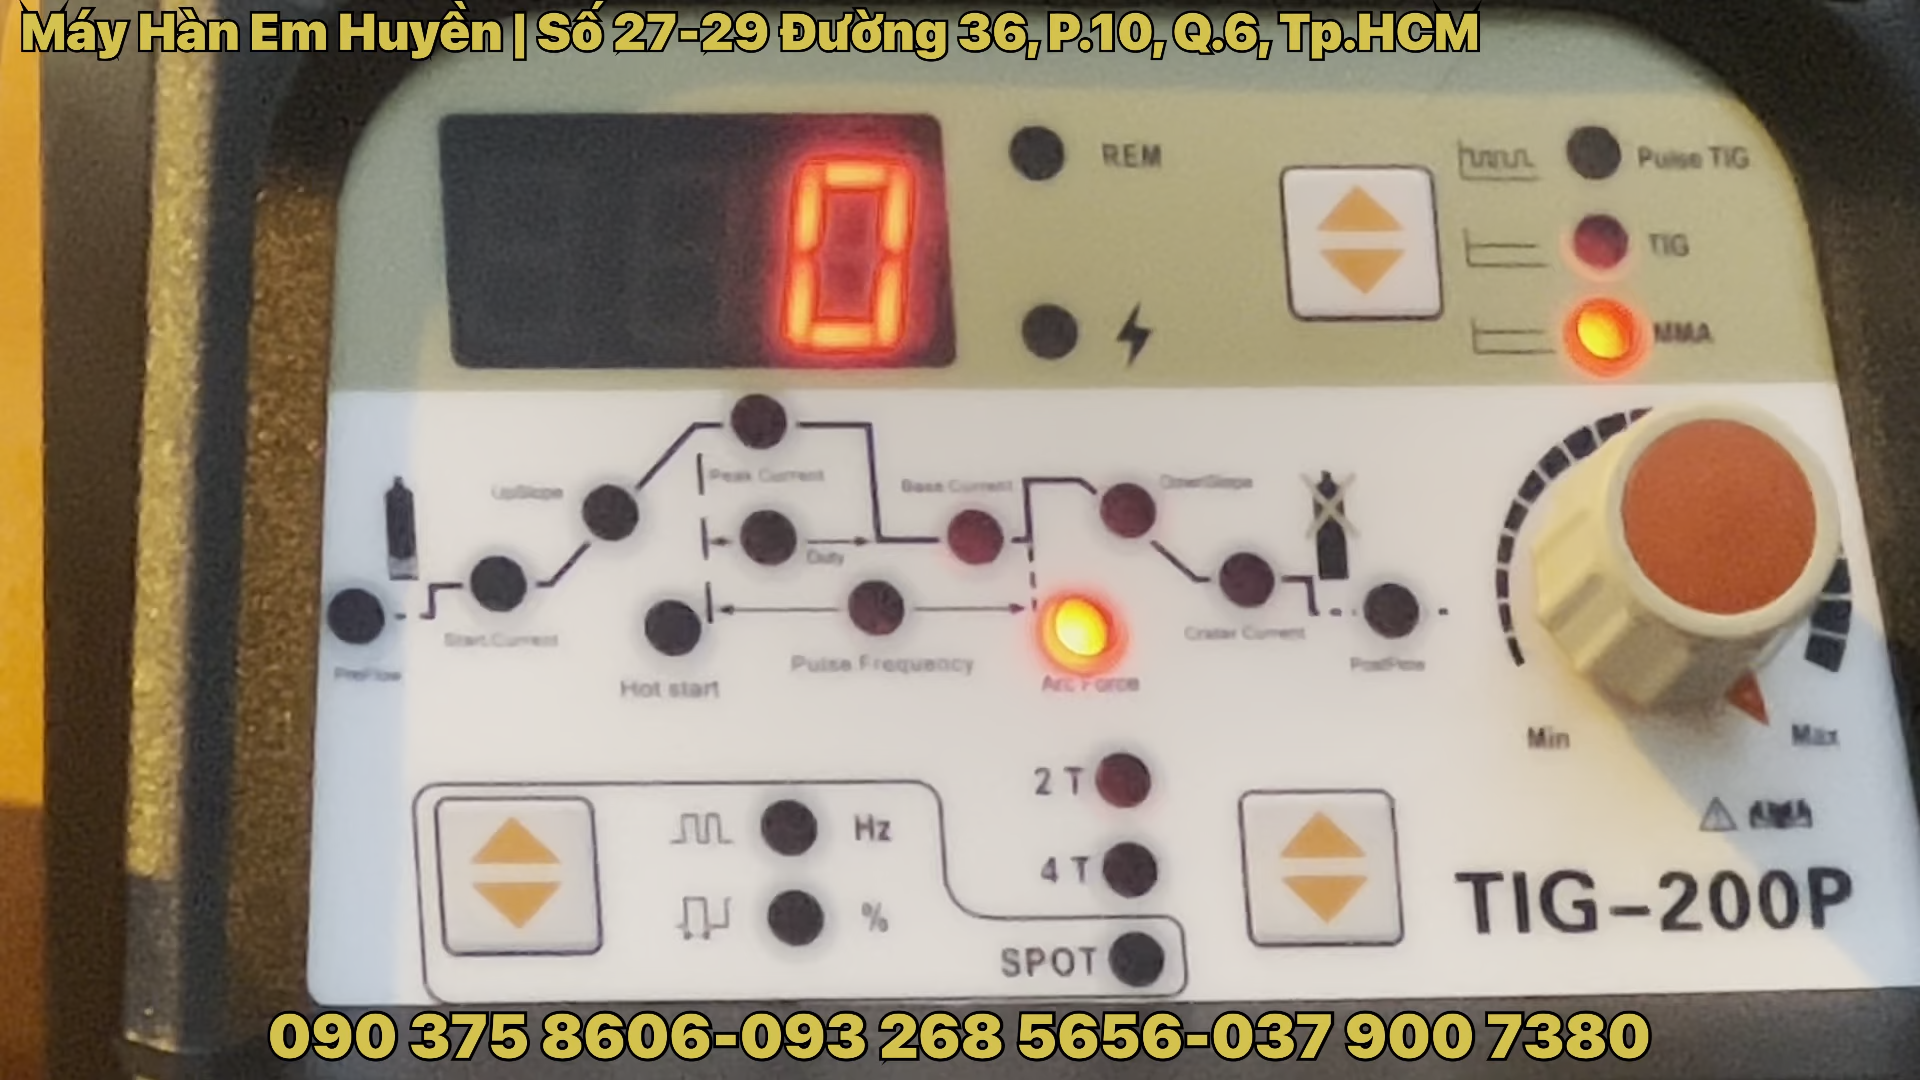 Máy Hàn Em Huyền | Số 27-29 Đường 36, P.10, Q.6, Tp.HCM
0
REM
Pulse TIG
TIG
MMA
UpSlope
Peak Current
Base Current
DownSlope
Duty
PreFlow
Start Current
Hot start
Pulse Frequency
Arc Force
Crater Current
PostFlow
Min
Max
2 T
Hz
4 T
%
SPOT
TIG-200P
090 375 8606-093 268 5656-037 900 7380